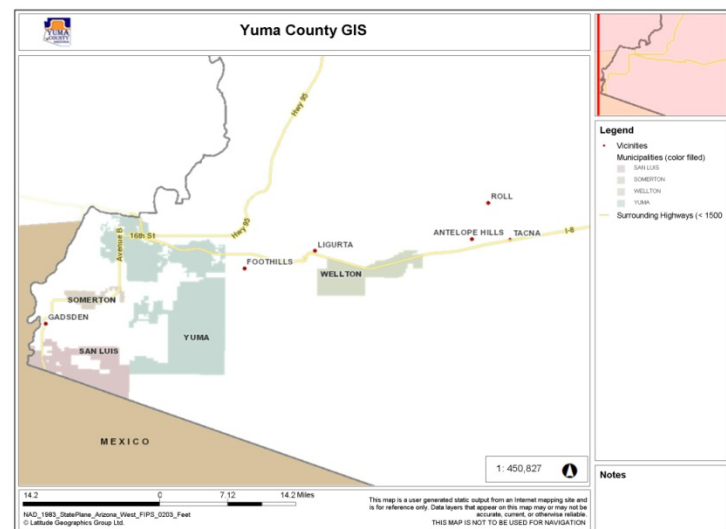 YUMA
COUNTY
Yuma County GIS
Hwy 95
16th St
Hwy 95
Avenue B
ROLL
ANTELOPE HILLS
TACNA
I-8
LIGURTA
FOOTHILLS
WELLTON
SOMERTON
GADSDEN
YUMA
SAN LUIS
MEXICO
1: 450,827
Legend
Vicinities
Municipalities (color filled)
SAN LUIS
SOMERTON
WELLTON
YUMA
Surrounding Highways (< 1500
Notes
14.2 0 7.12 14.2 Miles
NAD_1983_StatePlane_Arizona_West_FIPS_0203_Feet
© Latitude Geographics Group Ltd.
This map is a user generated static output from an Internet mapping site and
is for reference only. Data layers that appear on this map may or may not be
accurate, current, or otherwise reliable.
THIS MAP IS NOT TO BE USED FOR NAVIGATION